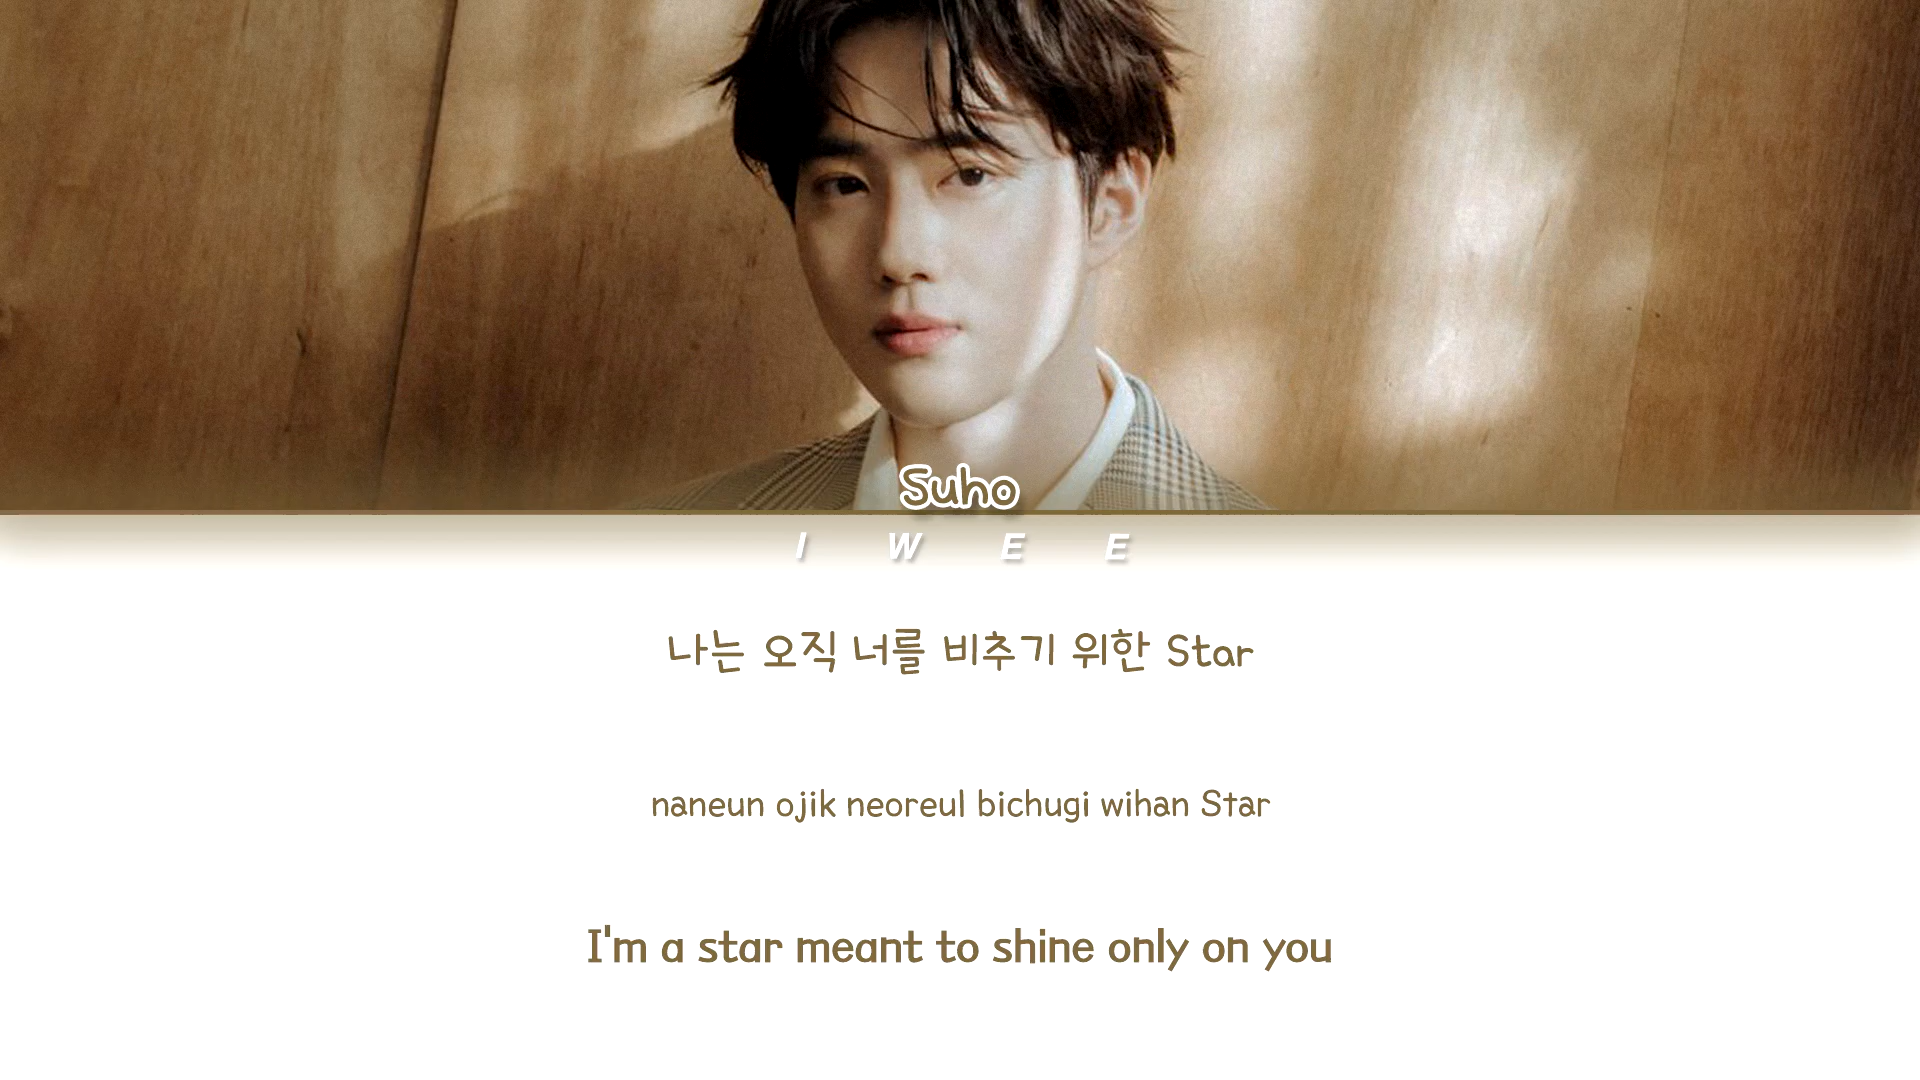 Suho
I W E E
나는 오직 너를 비추기 위한 Star
naneun ojik neoreul bichugi wihan Star
I'm a star meant to shine only on you